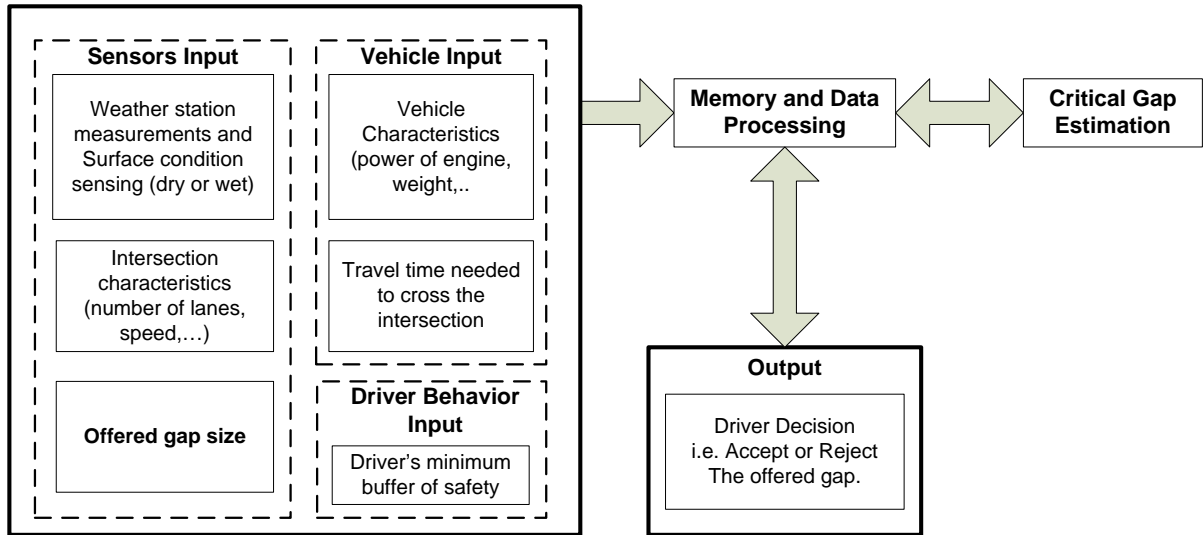 Sensors Input
Weather station
measurements and
Surface condition
sensing (dry or wet)
Intersection
characteristics
(number of lanes,
speed,…)
Offered gap size
Vehicle Input
Vehicle
Characteristics
(power of engine,
weight,..
Travel time needed
to cross the
intersection
Driver Behavior
Input
Driver’s minimum
buffer of safety
Memory and Data
Processing
Critical Gap
Estimation
Output
Driver Decision
i.e. Accept or Reject
The offered gap.